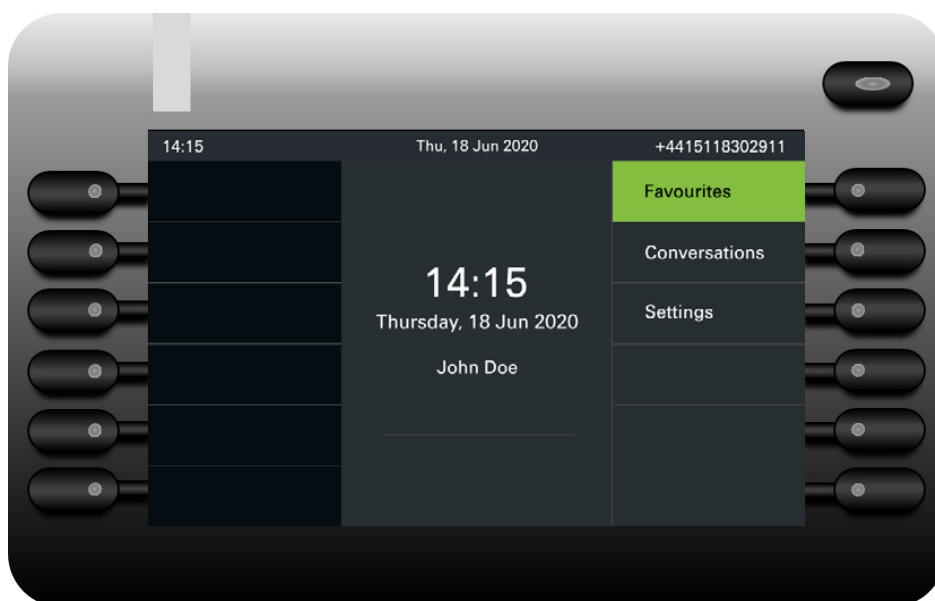 14:15 Thu, 18 Jun 2020 +4415118302911
Favourites
Conversations
14:15
Thursday, 18 Jun 2020
Settings
John Doe